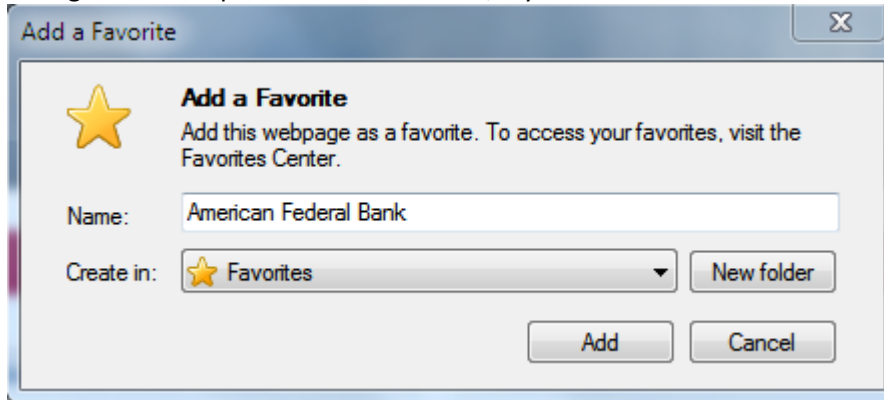 Add a Favorite
Add a Favorite
Add this webpage as a favorite. To access your favorites, visit the
Favorites Center.
Name: American Federal Bank
Create in: Favorites New folder
Add Cancel